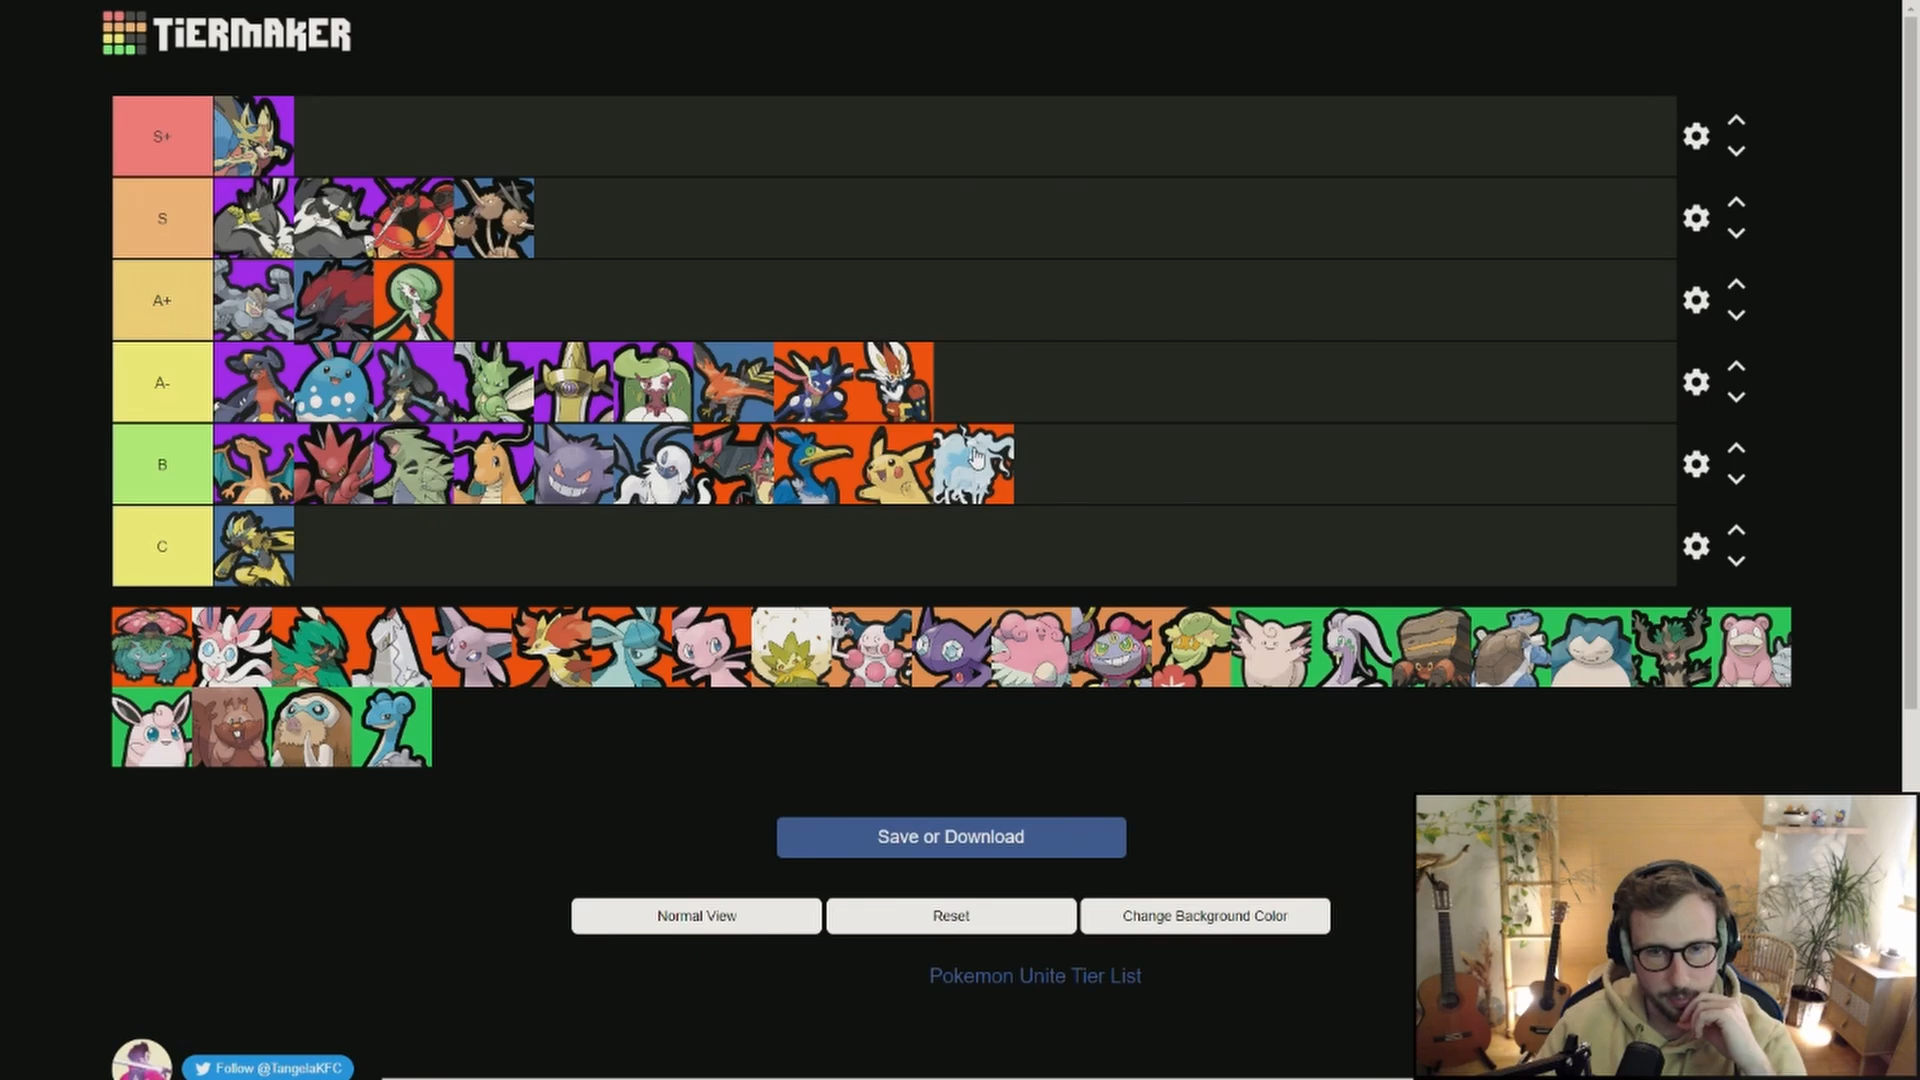 TiERMAKER
S+
S
A+
A-
B
C
Save or Download
Normal View
Reset
Change Background Color
Pokemon Unite Tier List
Follow @TangelaKFC